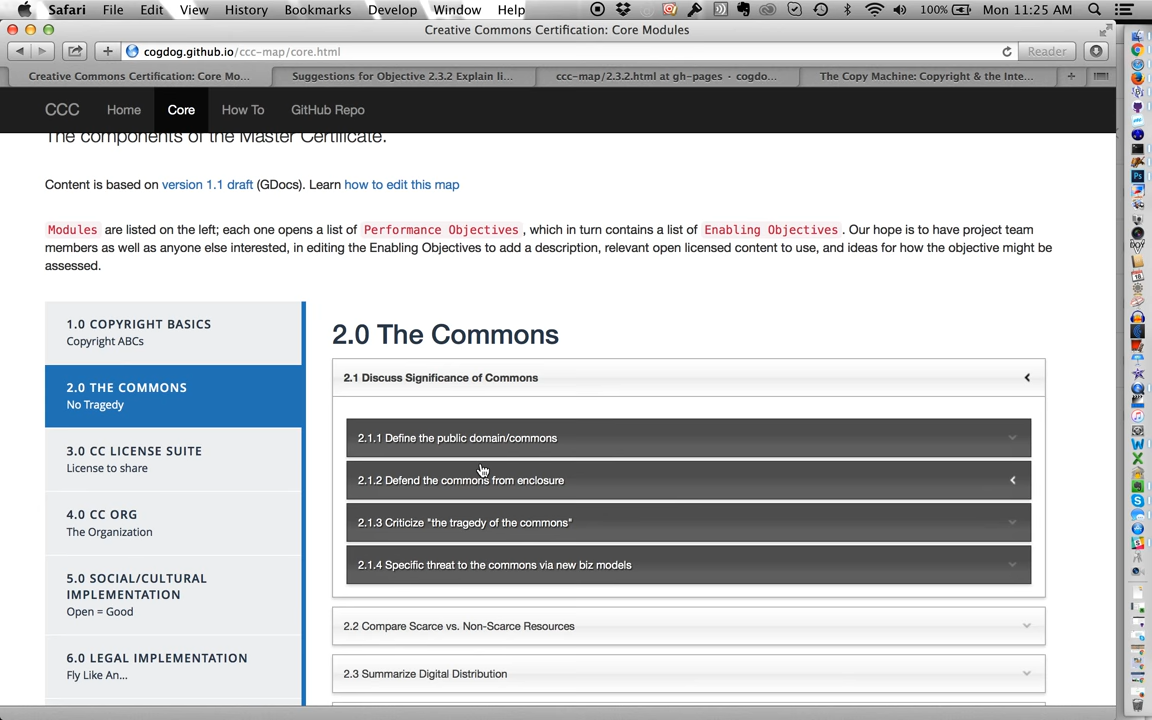 Safari File Edit View History Bookmarks Develop Window Help 100% Mon 11:25 AM
Creative Commons Certification: Core Modules
cogdog.github.io/ccc-map/core.html
Reader
Creative Commons Certification: Core Mo...
Suggestions for Objective 2.3.2 Explain li...
ccc-map/2.3.2.html at gh-pages · cogdo...
The Copy Machine: Copyright & the Inte...
CCC Home Core How To GitHub Repo
The components of the Master Certificate.
Content is based on version 1.1 draft (GDocs). Learn how to edit this map
Modules are listed on the left; each one opens a list of Performance Objectives , which in turn contains a list of Enabling Objectives . Our hope is to have project team
members as well as anyone else interested, in editing the Enabling Objectives to add a description, relevant open licensed content to use, and ideas for how the objective might be
assessed.
1.0 COPYRIGHT BASICS
Copyright ABCs
2.0 THE COMMONS
No Tragedy
3.0 CC LICENSE SUITE
License to share
4.0 CC ORG
The Organization
5.0 SOCIAL/CULTURAL
IMPLEMENTATION
Open = Good
6.0 LEGAL IMPLEMENTATION
Fly Like An...
2.0 The Commons
2.1 Discuss Significance of Commons
2.1.1 Define the public domain/commons
2.1.2 Defend the commons from enclosure
2.1.3 Criticize "the tragedy of the commons"
2.1.4 Specific threat to the commons via new biz models
2.2 Compare Scarce vs. Non-Scarce Resources
2.3 Summarize Digital Distribution